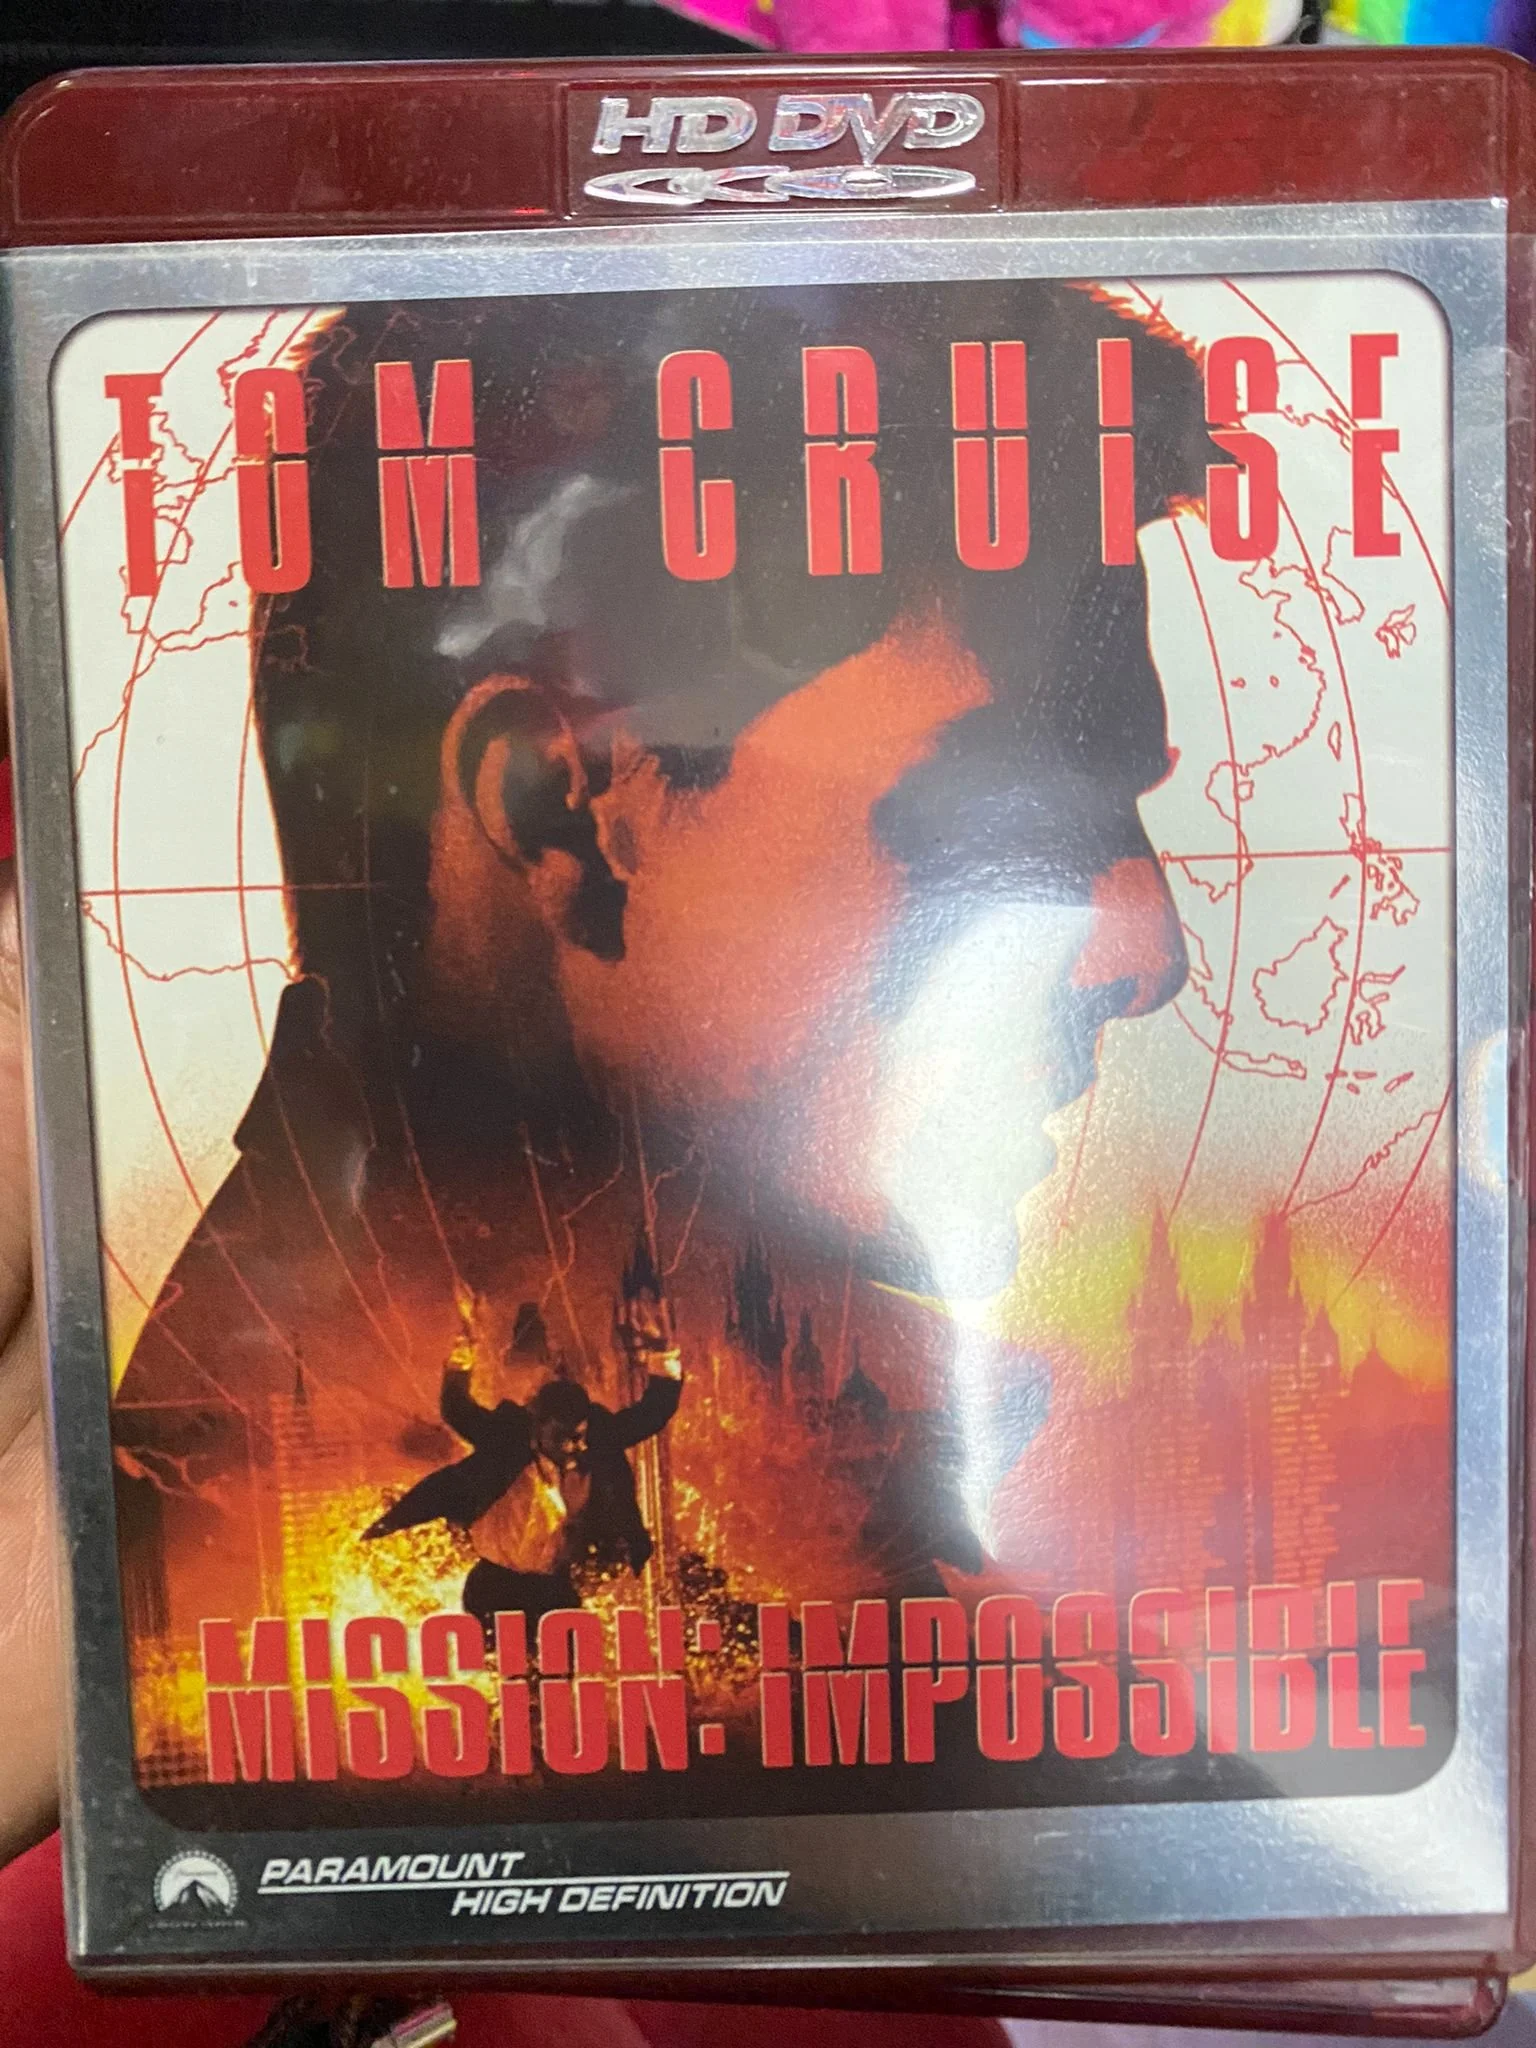 HD DVD
TOM CRUISE
MISSION: IMPOSSIBLE
PARAMOUNT
HIGH DEFINITION